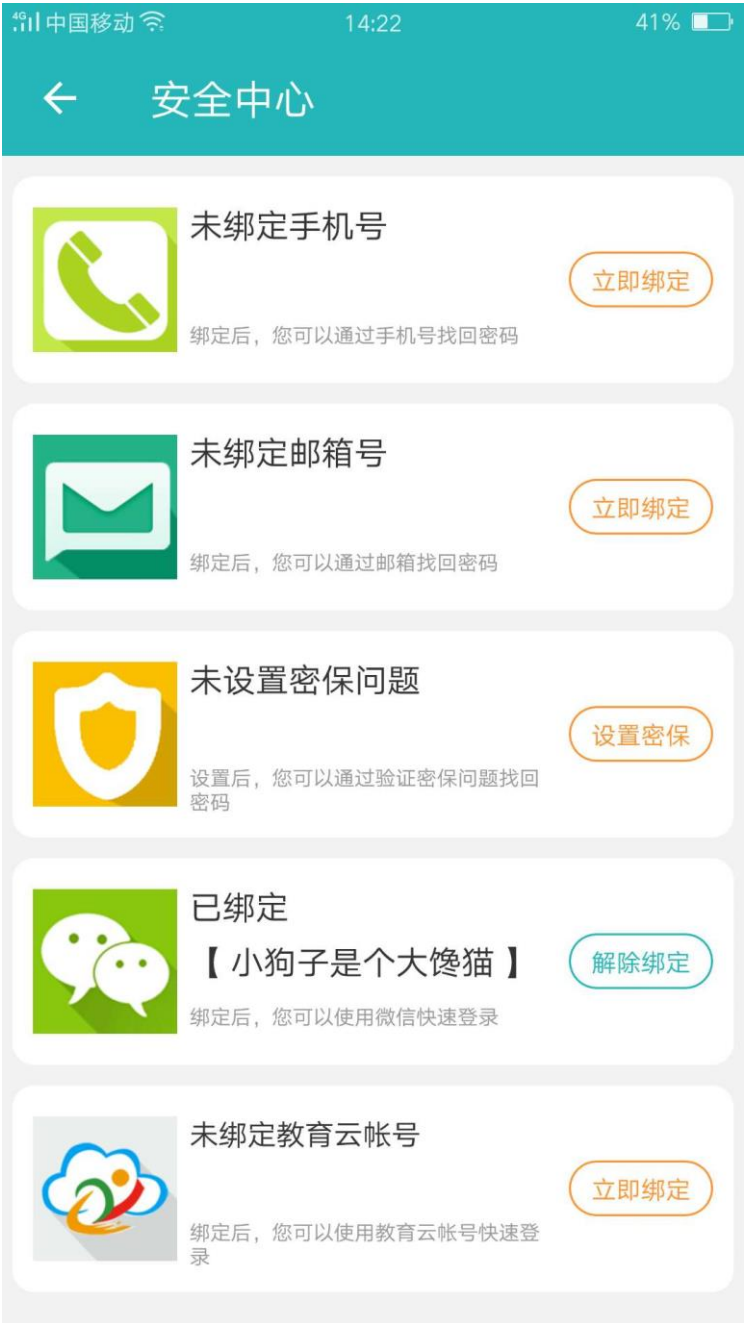 4G 中国移动 14:22 41%
安全中心
未绑定手机号
立即绑定
绑定后，您可以通过手机号找回密码
未绑定邮箱号
立即绑定
绑定后，您可以通过邮箱找回密码
未设置密保问题
设置密保
设置后，您可以通过验证密保问题找回
密码
已绑定
【 小狗子是个大馋猫 】
解除绑定
绑定后，您可以使用微信快速登录
未绑定教育云帐号
立即绑定
绑定后，您可以使用教育云帐号快速登
录